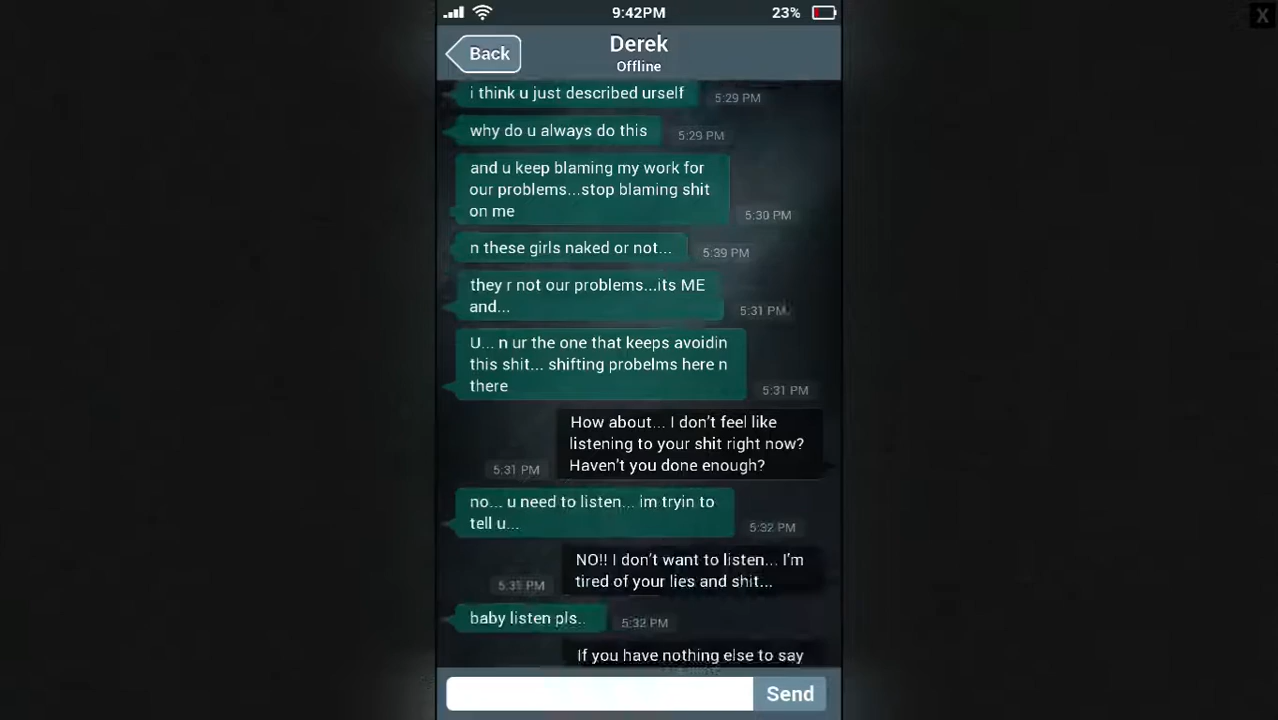 9:42PM
23%
X
Back
Derek
Offline
i think u just described urself
5:29 PM
why do u always do this
5:29 PM
and u keep blaming my work for
our problems...stop blaming shit
on me
5:30 PM
n these girls naked or not...
5:39 PM
they r not our problems...its ME
and...
5:31 PM
U... n ur the one that keeps avoidin
this shit... shifting probelms here n
there
5:31 PM
How about... I don't feel like
listening to your shit right now?
Haven't you done enough?
5:31 PM
no... u need to listen... im tryin to
tell u...
5:32 PM
NO!! I don't want to listen... I'm
tired of your lies and shit...
5:31 PM
baby listen pls..
5:32 PM
If you have nothing else to say
Send